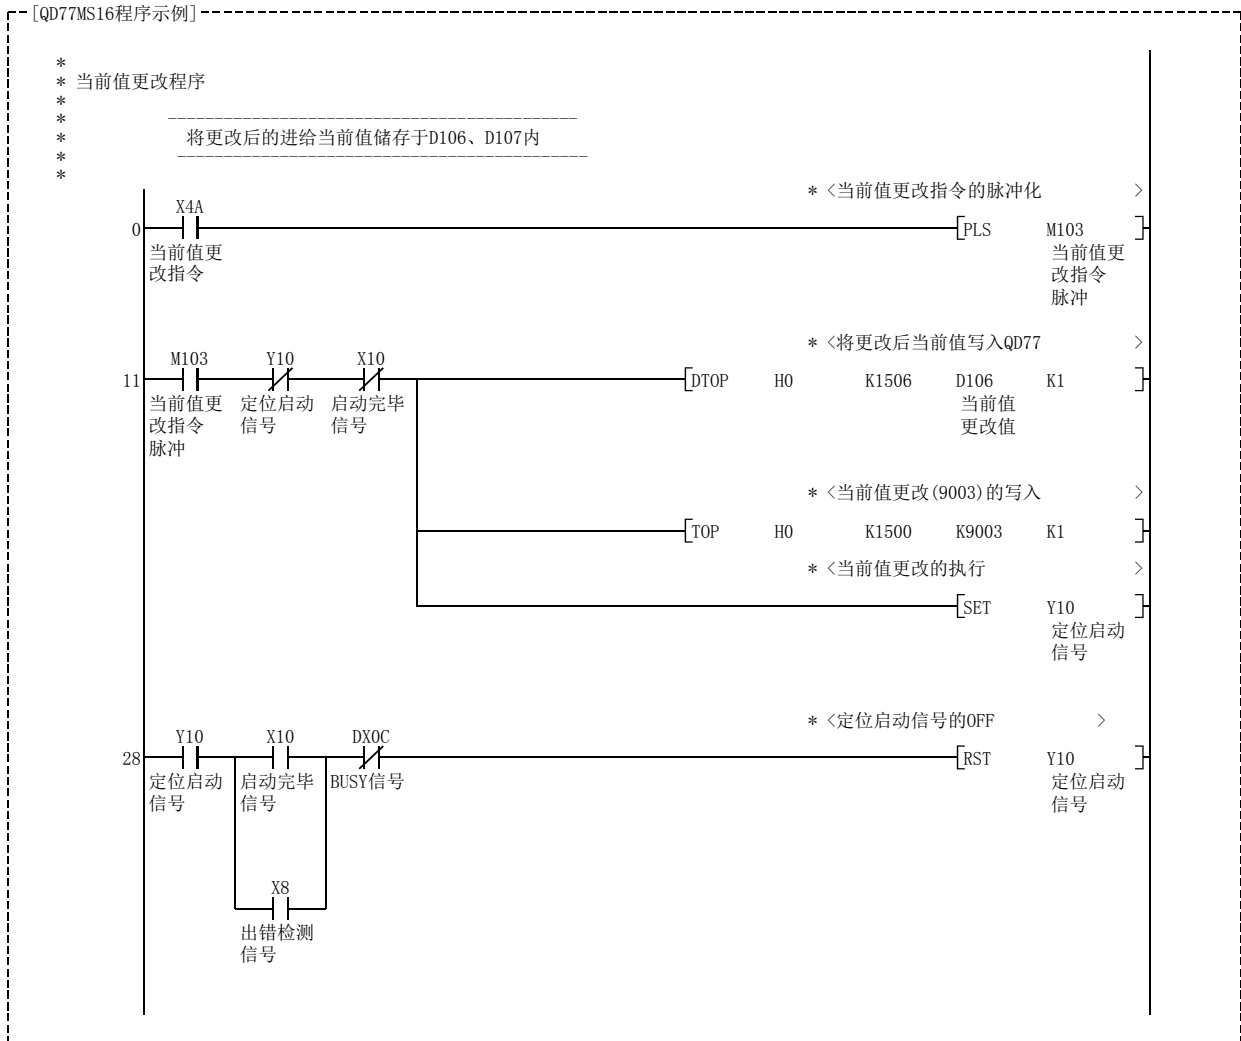 [QD77MS16程序示例]
*
* 当前值更改程序
*
*
* 将更改后的进给当前值储存于D106、D107内
*
*
* <当前值更改指令的脉冲化 >
X4A
0 [PLS M103 ]
当前值更
改指令
当前值更
改指令
脉冲
* <将更改后当前值写入QD77 >
M103 Y10 X10
11 [DTOP H0 K1506 D106 K1 ]
当前值更 定位启动 启动完毕 当前值
改指令 信号 信号 更改值
脉冲
* <当前值更改(9003)的写入 >
[TOP H0 K1500 K9003 K1 ]
* <当前值更改的执行 >
[SET Y10 ]
定位启动
信号
* <定位启动信号的OFF >
Y10 X10 DX0C
28 [RST Y10 ]
定位启动 启动完毕 BUSY信号 定位启动
信号 信号 信号
X8
出错检测
信号